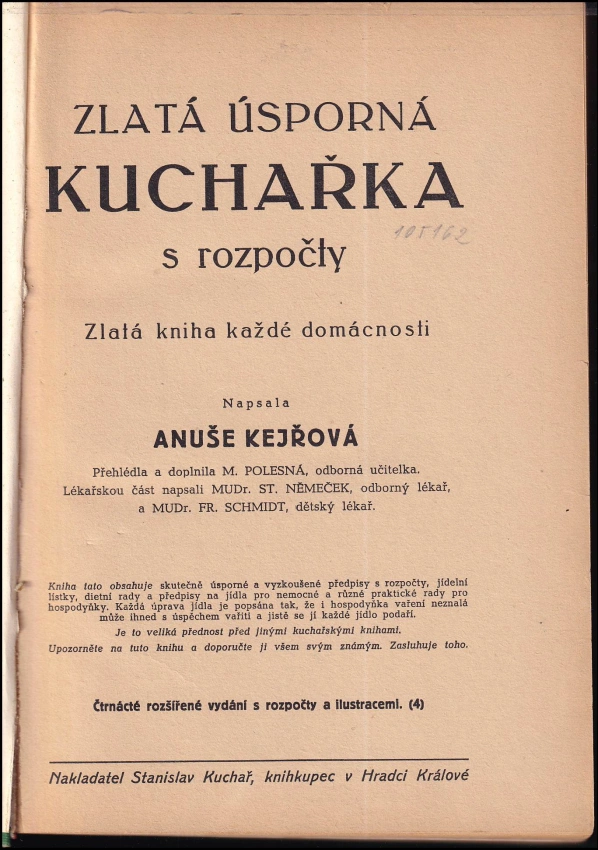 ZLATÁ ÚSPORNÁ
KUCHAŘKA
s rozpočty
105162
Zlatá kniha každé domácnosti
Napsala
ANUŠE KEJŘOVÁ
Přehlédla a doplnila M. POLESNÁ, odborná učitelka.
Lékařskou část napsali MUDr. ST. NĚMEČEK, odborný lékař,
a MUDr. FR. SCHMIDT, dětský lékař.
Kniha tato obsahuje skutečně úsporné a vyzkoušené předpisy s rozpočty, jídelní
lístky, dietní rady a předpisy na jídla pro nemocné a různé praktické rady pro
hospodyňky. Každá úprava jídla je popsána tak, že i hospodyňka vaření neznalá
může ihned s úspěchem vařiti a jistě se jí každé jídlo podaří.
Je to veliká přednost před jinými kuchařskými knihami.
Upozorněte na tuto knihu a doporučte ji všem svým známým. Zasluhuje toho.
Čtrnácté rozšířené vydání s rozpočty a ilustracemi. (4)
Nakladatel Stanislav Kuchař, knihkupec v Hradci Králové